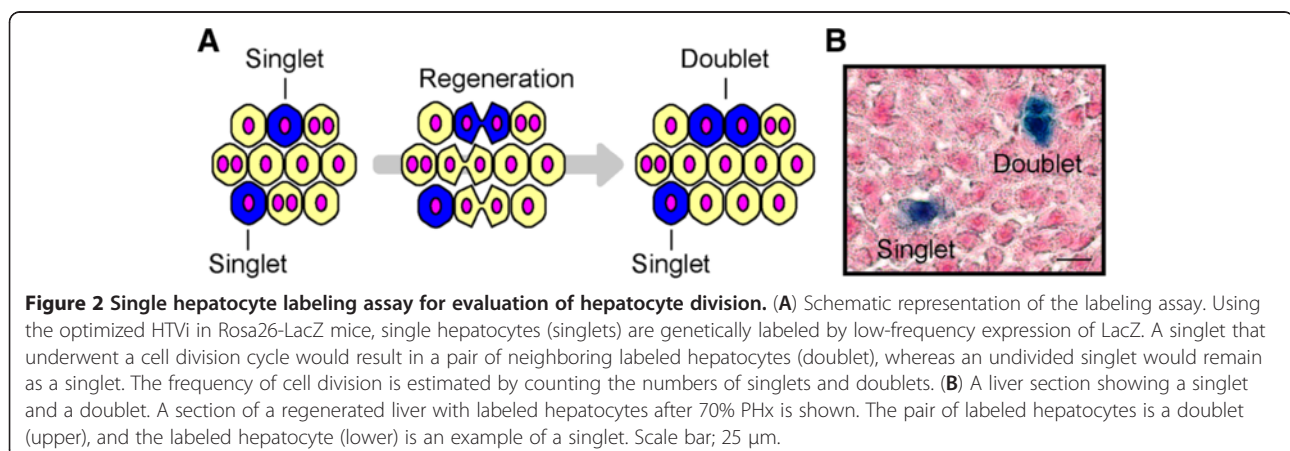 A
B
Singlet
Regeneration
Doublet
Doublet
Singlet
Singlet
Singlet
Figure 2 Single hepatocyte labeling assay for evaluation of hepatocyte division. (A) Schematic representation of the labeling assay. Using
the optimized HTVi in Rosa26-LacZ mice, single hepatocytes (singlets) are genetically labeled by low-frequency expression of LacZ. A singlet that
underwent a cell division cycle would result in a pair of neighboring labeled hepatocytes (doublet), whereas an undivided singlet would remain
as a singlet. The frequency of cell division is estimated by counting the numbers of singlets and doublets. (B) A liver section showing a singlet
and a doublet. A section of a regenerated liver with labeled hepatocytes after 70% PHx is shown. The pair of labeled hepatocytes is a doublet
(upper), and the labeled hepatocyte (lower) is an example of a singlet. Scale bar; 25 μm.